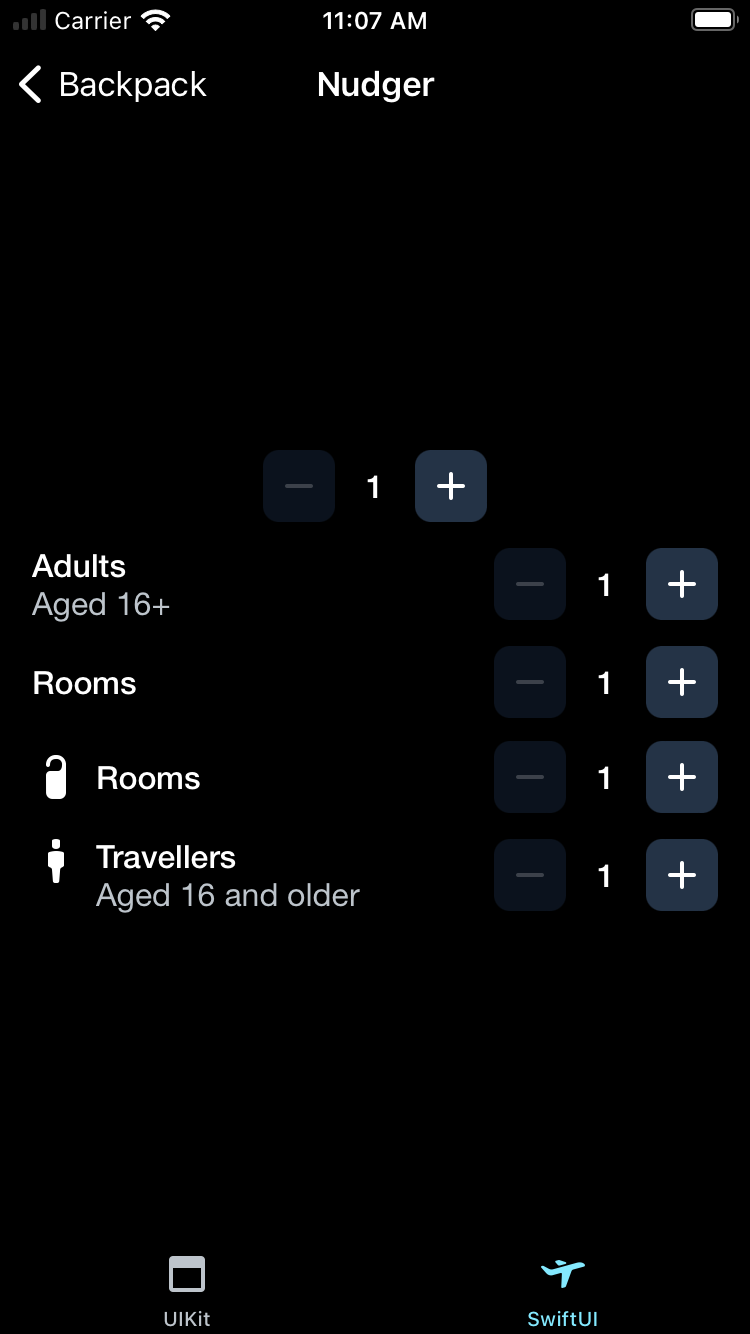 Carrier 11:07 AM
Backpack Nudger
1
Adults
Aged 16+
1
Rooms 1
Rooms 1
Travellers
Aged 16 and older
1
UIKit SwiftUI